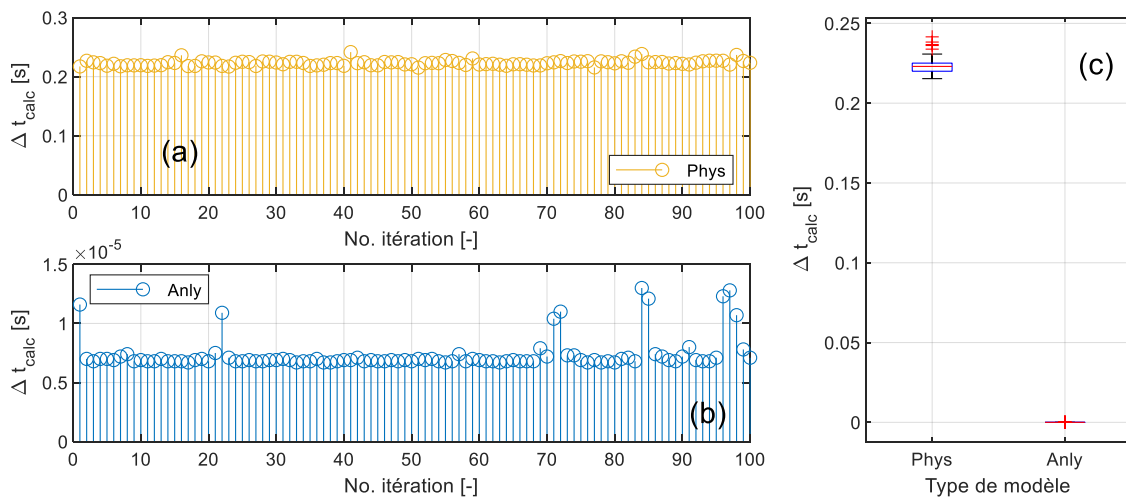 0.3
0.2
0.1
0
Δ t_calc [s]
(a)
Phys
0 10 20 30 40 50 60 70 80 90 100
No. itération [-]
×10^-5
1.5
1
0.5
0
Δ t_calc [s]
Anly
(b)
0 10 20 30 40 50 60 70 80 90 100
No. itération [-]
0.25
0.2
0.15
0.1
0.05
0
Δ t_calc [s]
(c)
Phys Anly
Type de modèle